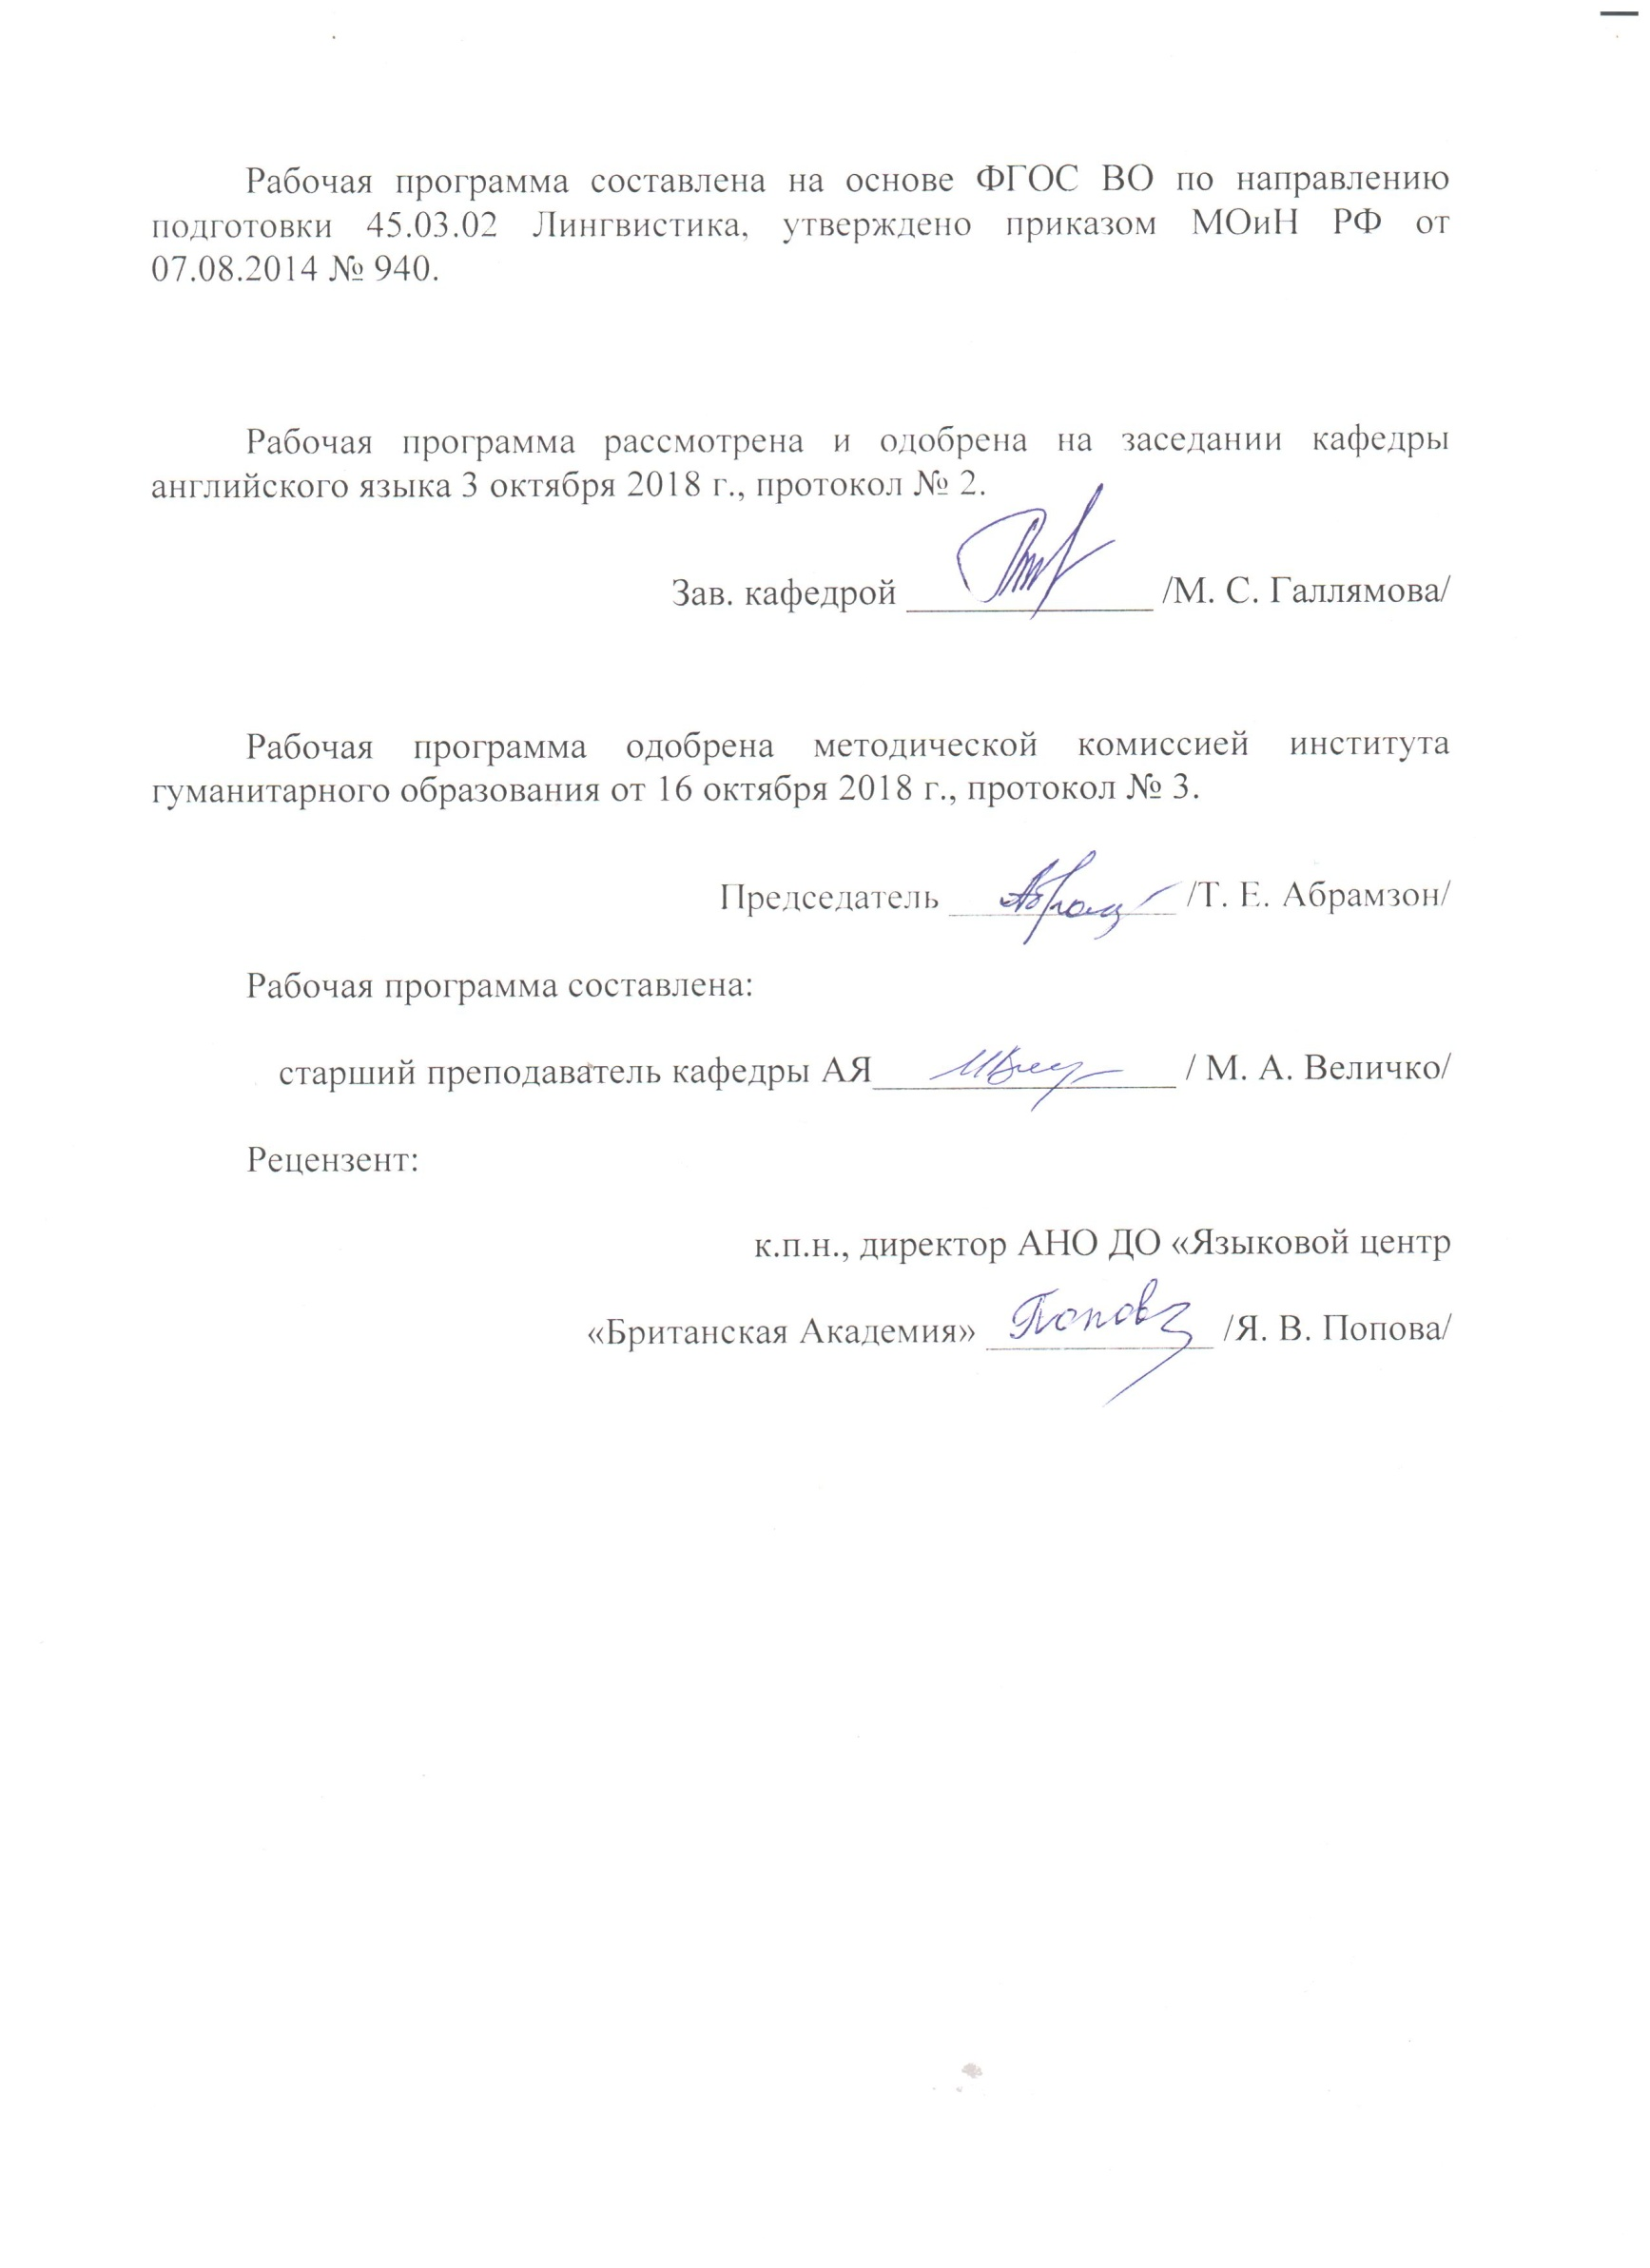 Рабочая программа составлена на основе ФГОС ВО по направлению
подготовки 45.03.02 Лингвистика, утверждено приказом МОиН РФ от
07.08.2014 № 940.
Рабочая программа рассмотрена и одобрена на заседании кафедры
английского языка 3 октября 2018 г., протокол № 2.
Зав. кафедрой _____________ /М. С. Галлямова/
Рабочая программа одобрена методической комиссией института
гуманитарного образования от 16 октября 2018 г., протокол № 3.
Председатель ____________ /Т. Е. Абрамзон/
Рабочая программа составлена:
старший преподаватель кафедры АЯ________________ / М. А. Величко/
Рецензент:
к.п.н., директор АНО ДО «Языковой центр
«Британская Академия» Попова /Я. В. Попова/